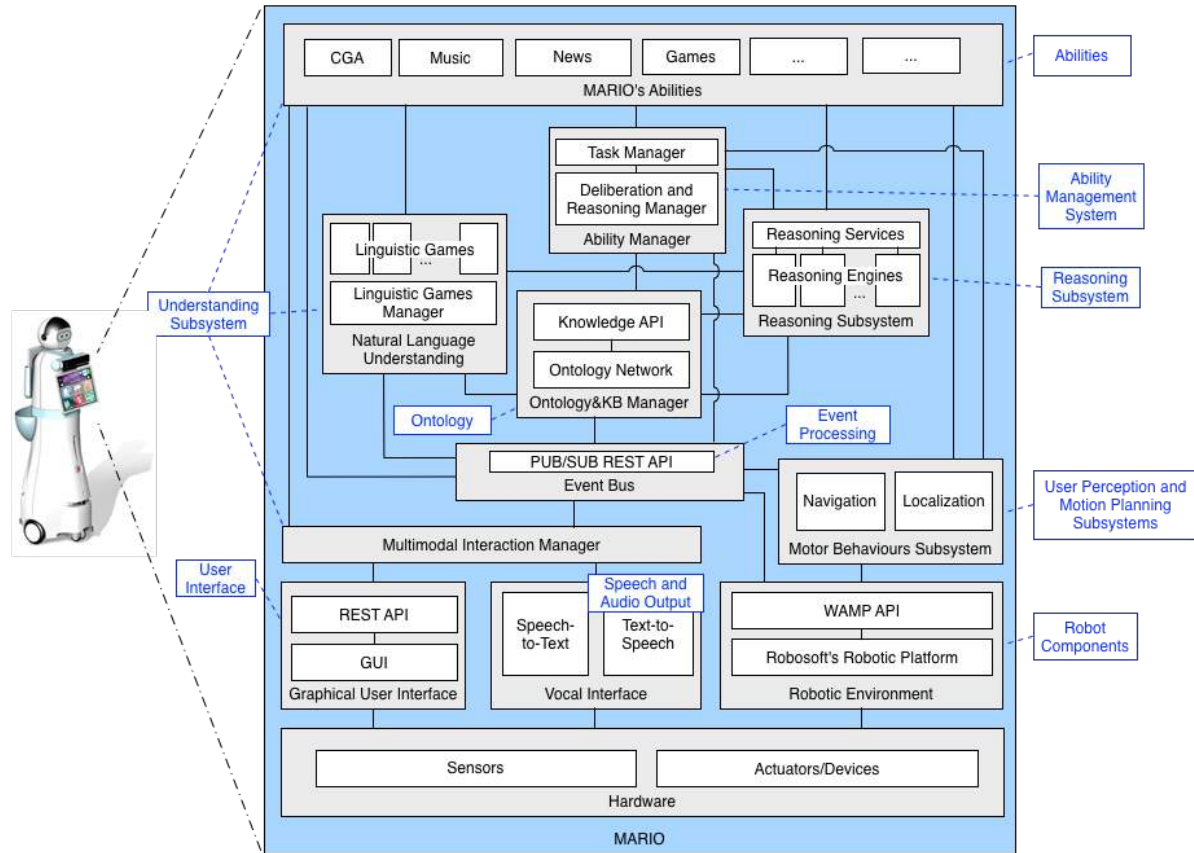 CGA
Music
News
Games
...
...
MARIO's Abilities
Abilities
Task Manager
Deliberation and
Reasoning Manager
Ability Manager
Ability
Management
System
Linguistic Games
...
Linguistic Games
Manager
Natural Language
Understanding
Understanding
Subsystem
Reasoning Services
Reasoning Engines
...
Reasoning Subsystem
Reasoning
Subsystem
Knowledge API
Ontology Network
Ontology&KB Manager
Ontology
Event
Processing
PUB/SUB REST API
Event Bus
Navigation
Localization
Motor Behaviours Subsystem
User Perception and
Motion Planning
Subsystems
Multimodal Interaction Manager
User
Interface
REST API
GUI
Graphical User Interface
Speech and
Audio Output
Speech-
to-Text
Text-to-
Speech
Vocal Interface
WAMP API
Robosoft's Robotic Platform
Robotic Environment
Robot
Components
Sensors
Actuators/Devices
Hardware
MARIO